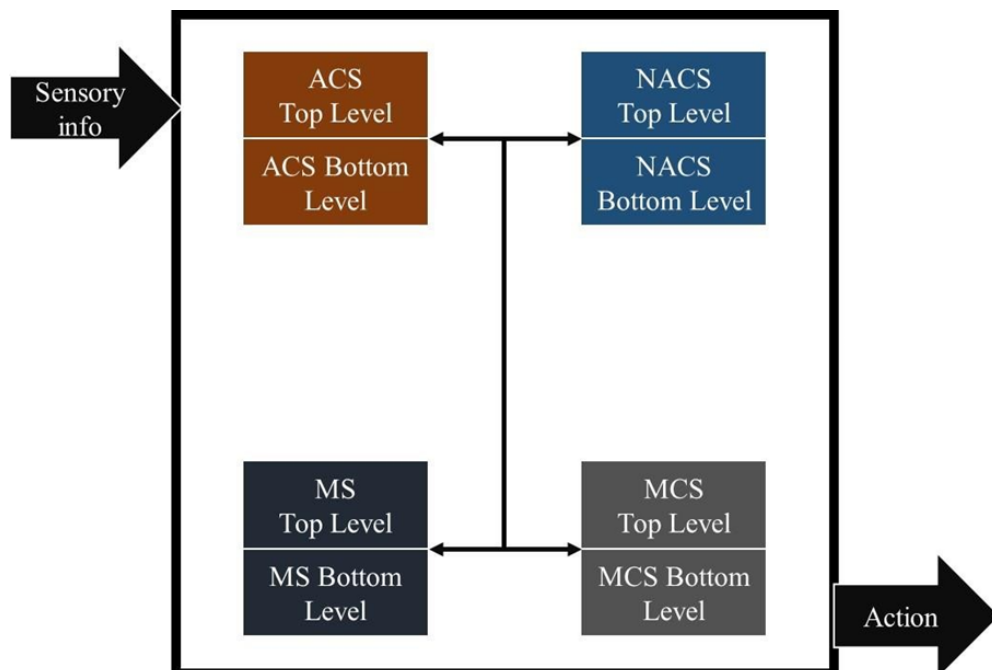 Sensory
info
ACS
Top Level
ACS Bottom
Level
NACS
Top Level
NACS
Bottom Level
MS
Top Level
MS Bottom
Level
MCS
Top Level
MCS Bottom
Level
Action